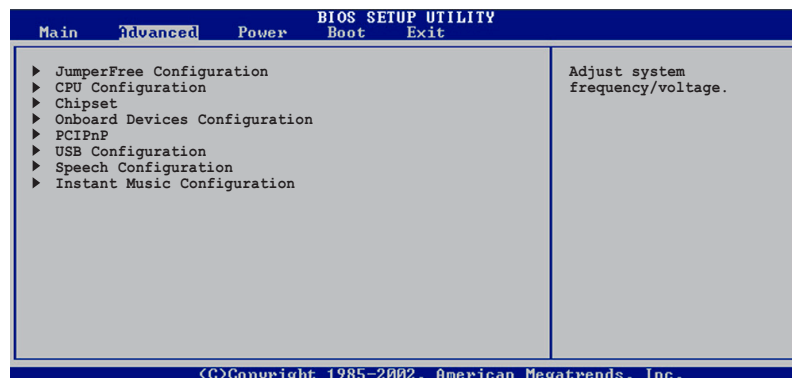 BIOS SETUP UTILITY
Main Advanced Power Boot Exit
JumperFree Configuration
CPU Configuration
Chipset
Onboard Devices Configuration
PCIPnP
USB Configuration
Speech Configuration
Instant Music Configuration
Adjust system
frequency/voltage.
(C)Copyright 1985-2002, American Megatrends, Inc.